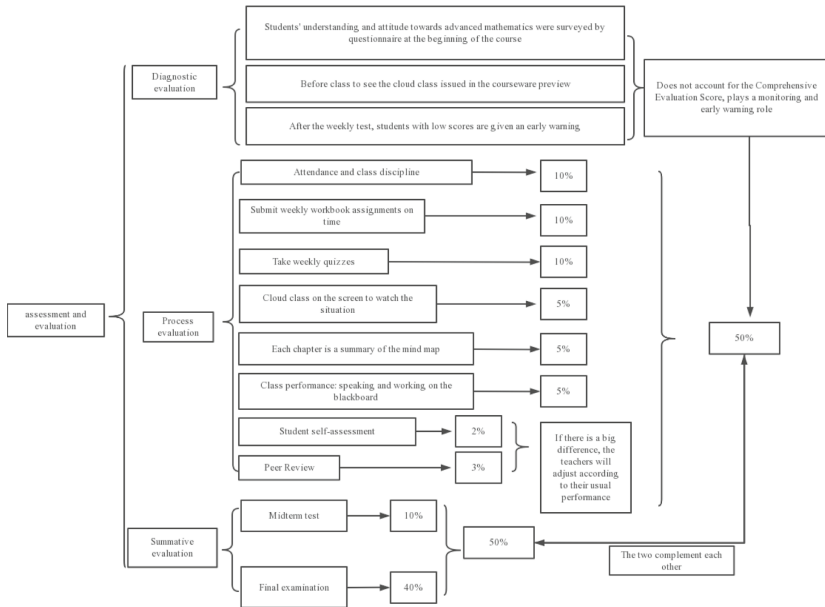 Students' understanding and attitude towards advanced mathematics were surveyed by
questionnaire at the beginning of the course
Diagnostic
evaluation
Before class to see the cloud class issued in the courseware preview
Does not account for the Comprehensive
Evaluation Score, plays a monitoring and
early warning role
After the weekly test, students with low scores are given an early warning
Attendance and class discipline
10%
Submit weekly workbook assignments on
time
10%
Take weekly quizzes
10%
Cloud class on the screen to watch the
situation
5%
assessment and
evaluation
Process
evaluation
50%
Each chapter is a summary of the mind map
5%
Class performance: speaking and working on the
blackboard
5%
Student self-assessment
2%
Peer Review
3%
If there is a big
difference, the
teachers will
adjust according
to their usual
performance
Midterm test
10%
Summative
evaluation
50%
The two complement each
other
Final examination
40%